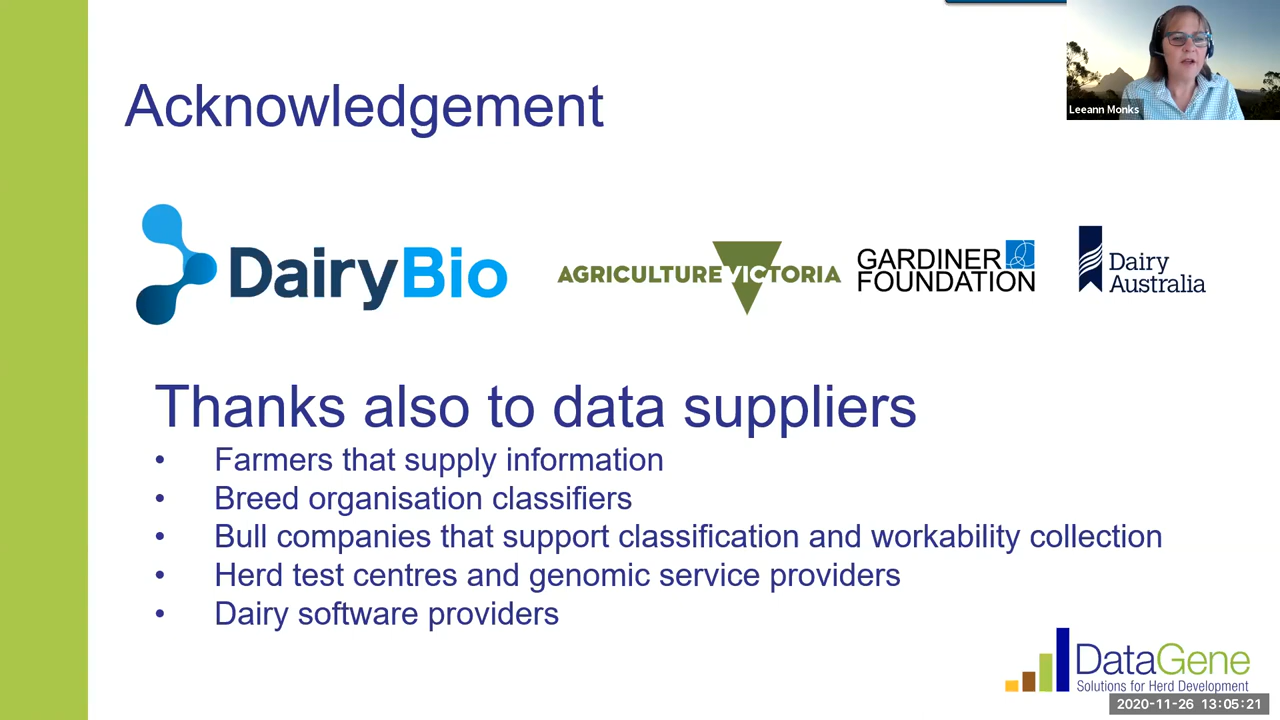 Acknowledgement
Leeann Monks
DairyBio
AGRICULTURE VICTORIA
GARDINER
FOUNDATION
Dairy
Australia
Thanks also to data suppliers
• Farmers that supply information
• Breed organisation classifiers
• Bull companies that support classification and workability collection
• Herd test centres and genomic service providers
• Dairy software providers
DataGene
Solutions for Herd Development
2020-11-26 13:05:21